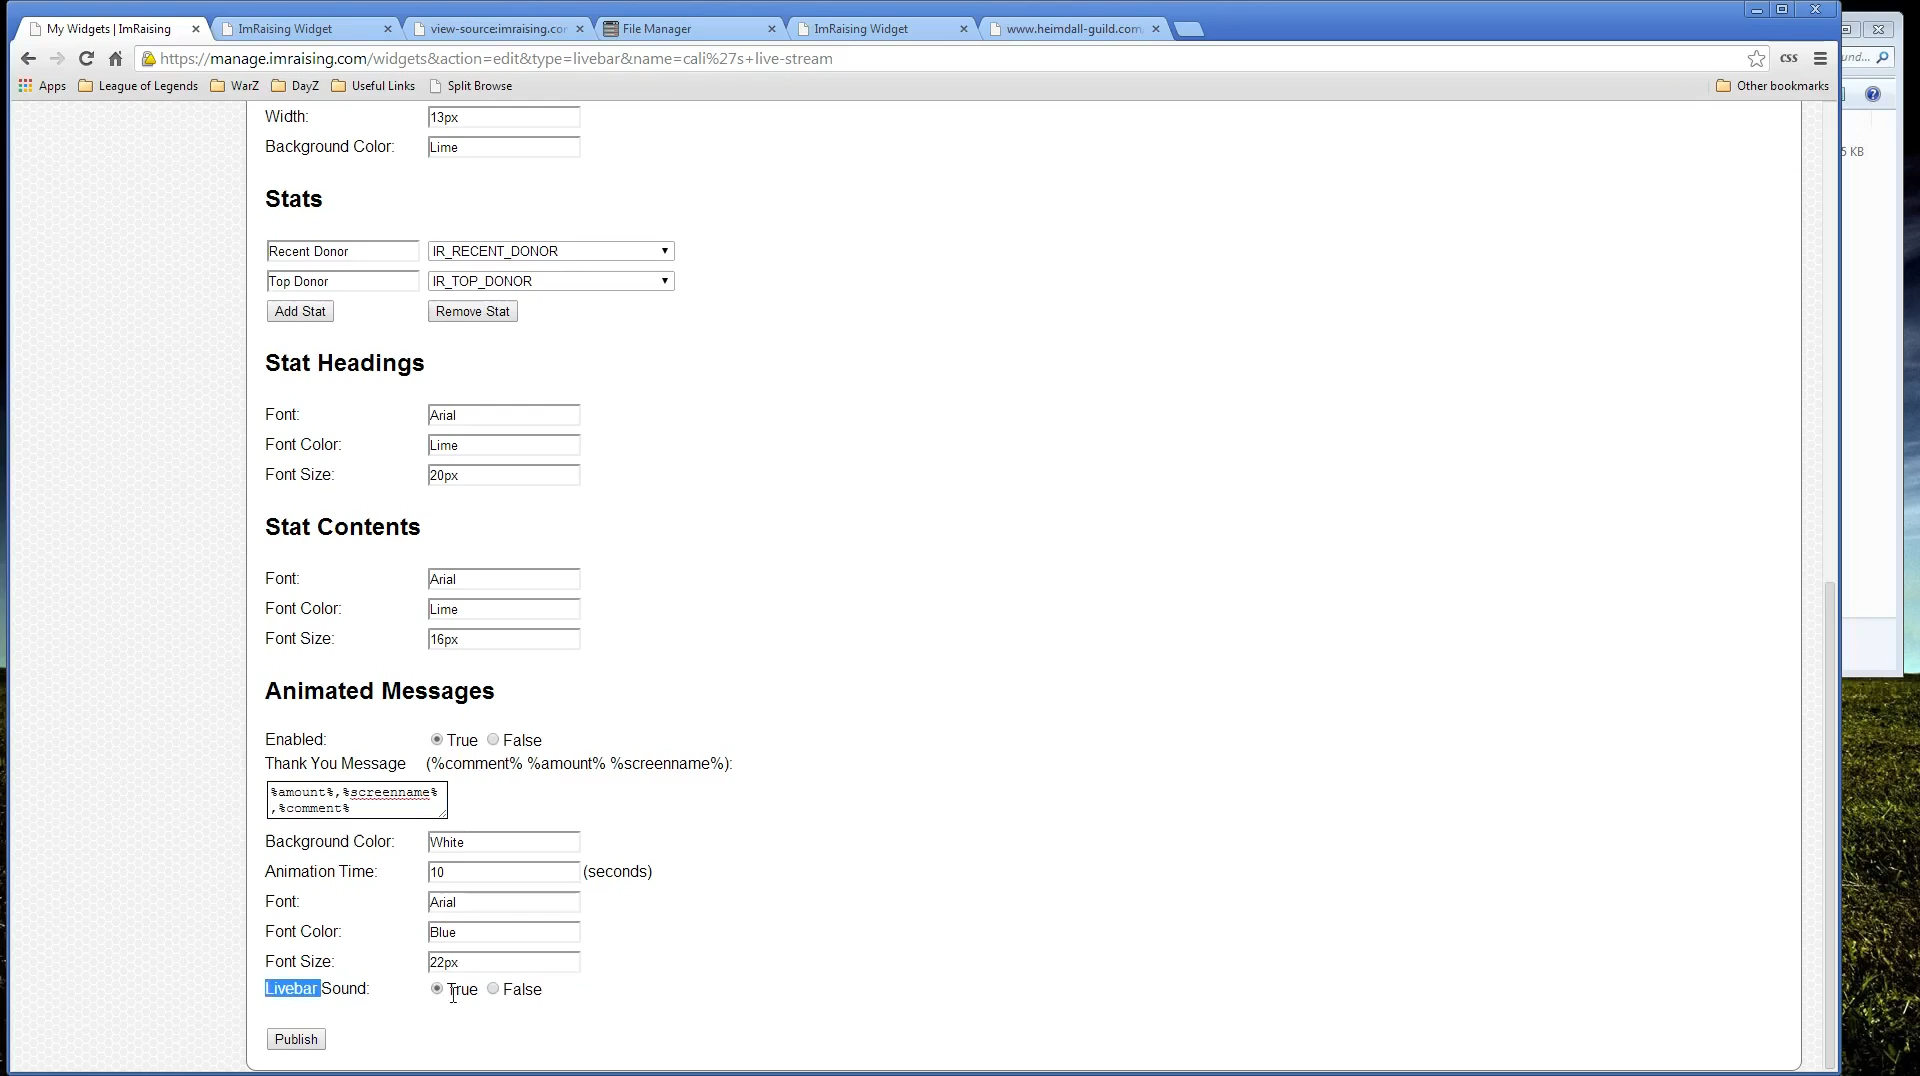 My Widgets | ImRaising
ImRaising Widget
view-source:imraising.co
File Manager
ImRaising Widget
www.heimdall-guild.com
https://manage.imraising.com/widgets&action=edit&type=livebar&name=cali%27s+live-stream
css
und...
Apps
League of Legends
WarZ
DayZ
Useful Links
Split Browse
Other bookmarks
5 KB
Width: 13px
Background Color: Lime
Stats
Recent Donor IR_RECENT_DONOR
Top Donor IR_TOP_DONOR
Add Stat Remove Stat
Stat Headings
Font: Arial
Font Color: Lime
Font Size: 20px
Stat Contents
Font: Arial
Font Color: Lime
Font Size: 16px
Animated Messages
Enabled: True False
Thank You Message (%comment% %amount% %screenname%):
%amount%,%screenname%
,%comment%
Background Color: White
Animation Time: 10 (seconds)
Font: Arial
Font Color: Blue
Font Size: 22px
Livebar Sound: True False
Publish